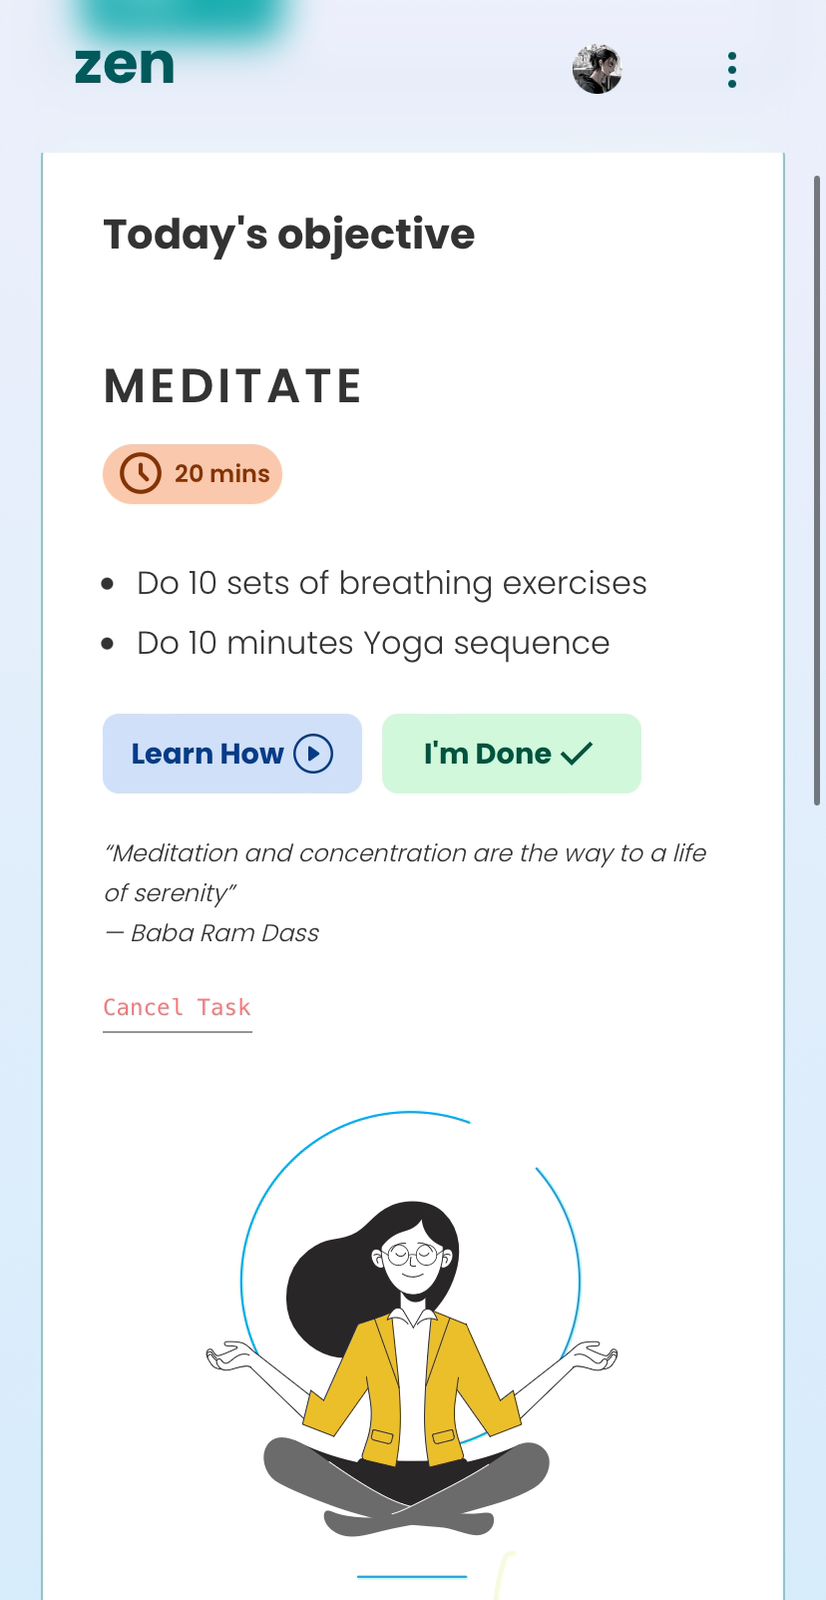 zen
Today's objective
MEDITATE
20 mins
Do 10 sets of breathing exercises
Do 10 minutes Yoga sequence
Learn How
I'm Done
“Meditation and concentration are the way to a life
of serenity”
— Baba Ram Dass
Cancel Task